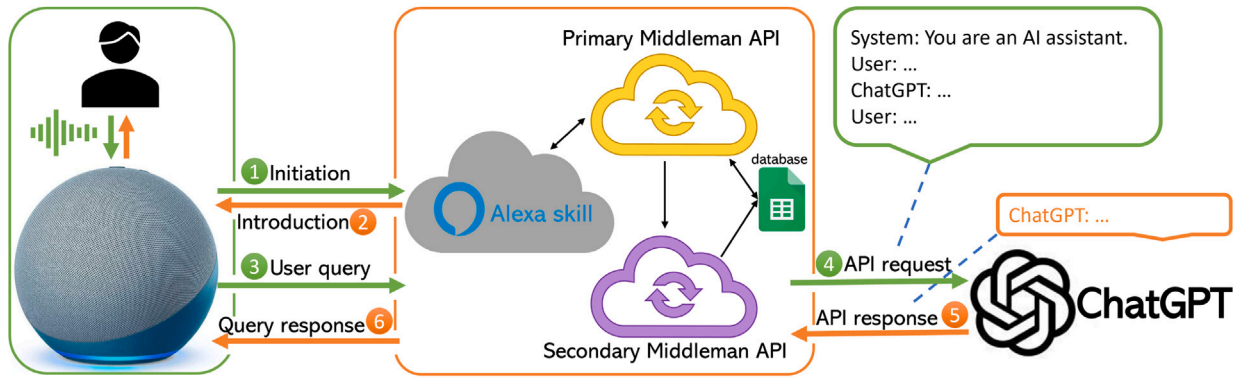 Primary Middleman API
System: You are an AI assistant.
User: ...
ChatGPT: ...
User: ...
database
1 Initiation
Alexa skill
Introduction 2
ChatGPT: ...
3 User query
4 API request
ChatGPT
Query response 6
API response 5
Secondary Middleman API